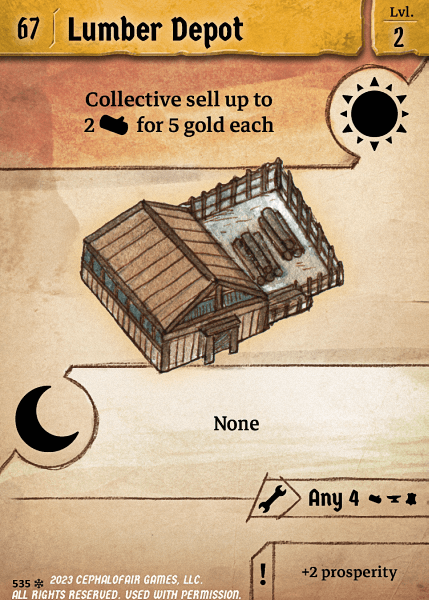 67 Lumber Depot
Lvl.
2
Collective sell up to
2 for 5 gold each
None
Any 4
! +2 prosperity
535 2023 CEPHALOFAIR GAMES, LLC.
ALL RIGHTS RESERVED. USED WITH PERMISSION.